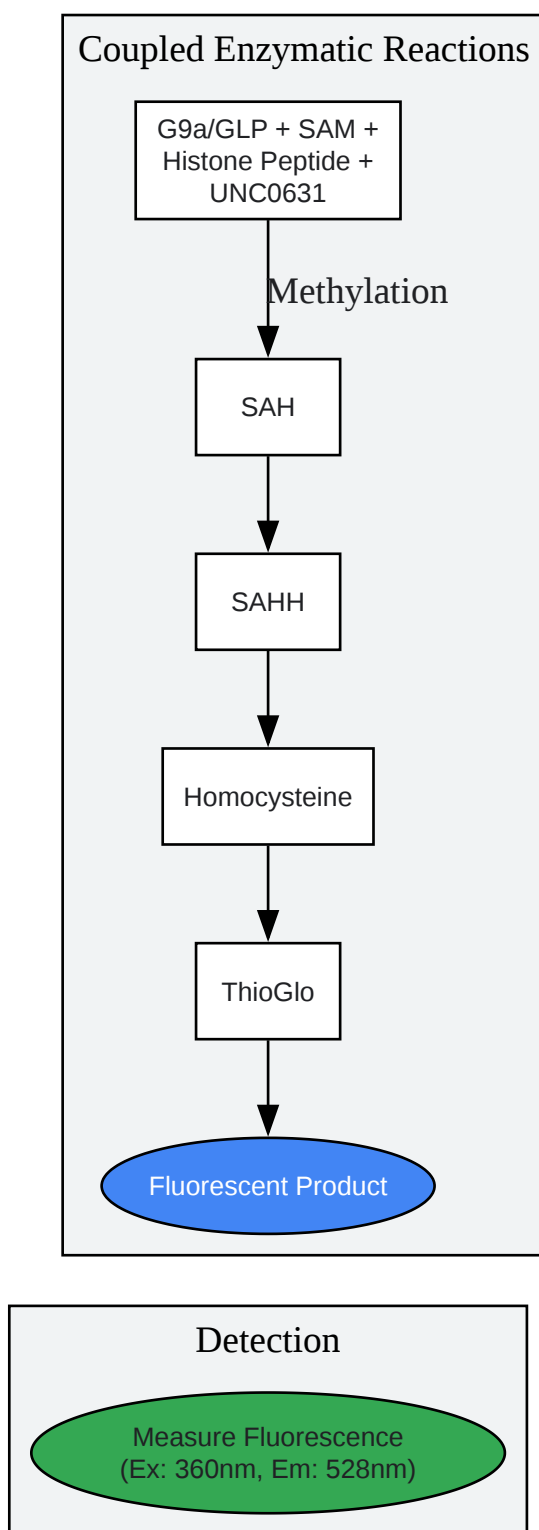 Coupled Enzymatic Reactions
G9a/GLP + SAM +
Histone Peptide +
UNC0631
Methylation
SAH
SAHH
Homocysteine
ThioGlo
Fluorescent Product
Detection
Measure Fluorescence
(Ex: 360nm, Em: 528nm)